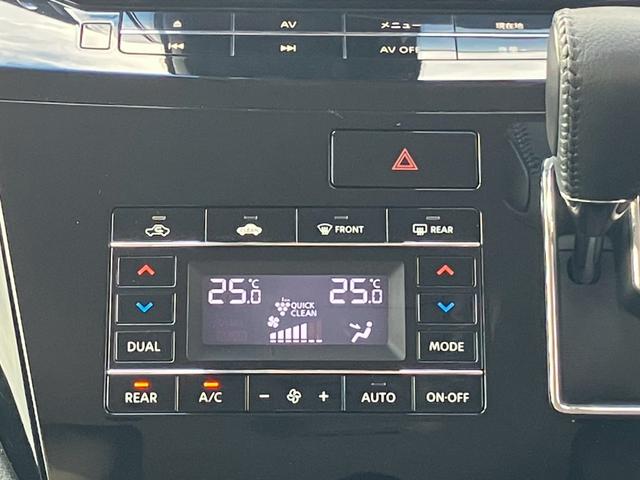 AV メニュー 現在地
AV OFF
FRONT REAR
25.0 °C 25.0 °C
QUICK
CLEAN
DUAL MODE
REAR A/C − + AUTO ON·OFF